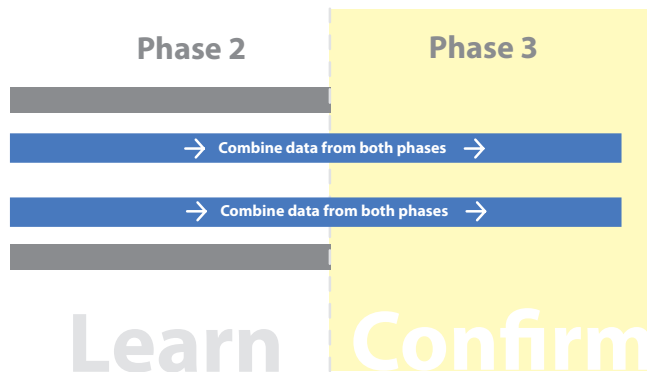 Phase 2
Phase 3
→ Combine data from both phases →
→ Combine data from both phases →
Learn
Confirm